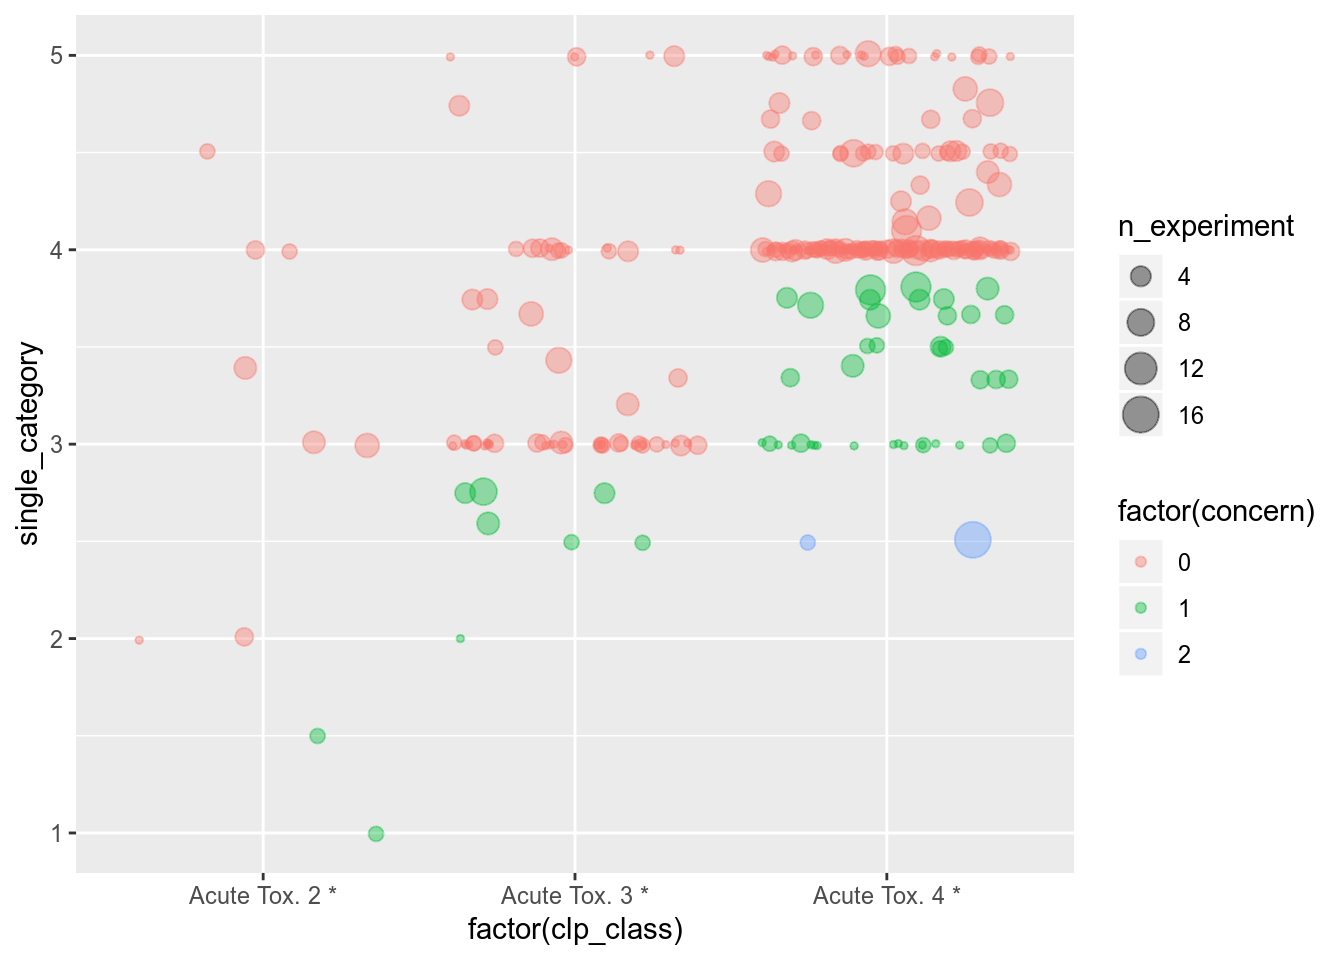 single_category
5
4
3
2
1
Acute Tox. 2 *
Acute Tox. 3 *
Acute Tox. 4 *
factor(clp_class)
n_experiment
4
8
12
16
factor(concern)
0
1
2